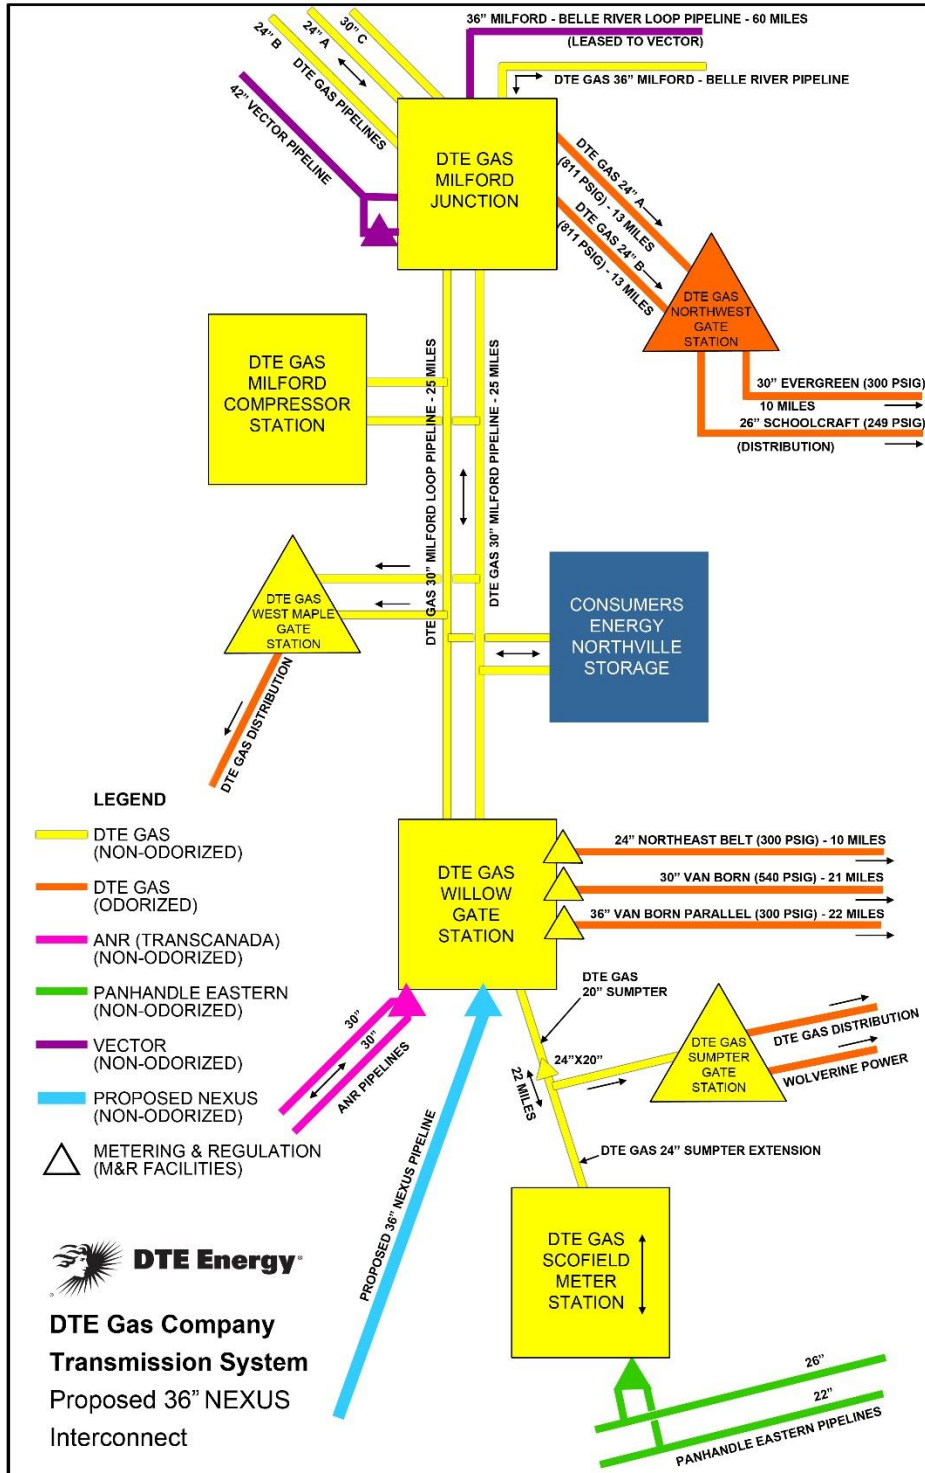 36" MILFORD - BELLE RIVER LOOP PIPELINE - 60 MILES
(LEASED TO VECTOR)
30" C
24" A
24" B
DTE GAS PIPELINES
DTE GAS 36" MILFORD - BELLE RIVER PIPELINE
42" VECTOR PIPELINE
DTE GAS
MILFORD
JUNCTION
DTE GAS 24" A
(811 PSIG) - 13 MILES
DTE GAS 24" B
(811 PSIG) - 13 MILES
DTE GAS
NORTHWEST
GATE
STATION
30" EVERGREEN (300 PSIG)
10 MILES
26" SCHOOLCRAFT (249 PSIG)
(DISTRIBUTION)
DTE GAS
MILFORD
COMPRESSOR
STATION
DTE GAS 30" MILFORD LOOP PIPELINE - 25 MILES
DTE GAS 30" MILFORD PIPELINE - 25 MILES
DTE GAS
WEST MAPLE
GATE
STATION
DTE GAS DISTRIBUTION
CONSUMERS
ENERGY
NORTHVILLE
STORAGE
LEGEND
DTE GAS
(NON-ODORIZED)
DTE GAS
(ODORIZED)
ANR (TRANSCANADA)
(NON-ODORIZED)
PANHANDLE EASTERN
(NON-ODORIZED)
VECTOR
(NON-ODORIZED)
PROPOSED NEXUS
(NON-ODORIZED)
METERING & REGULATION
(M&R FACILITIES)
DTE GAS
WILLOW
GATE
STATION
24" NORTHEAST BELT (300 PSIG) - 10 MILES
30" VAN BORN (540 PSIG) - 21 MILES
36" VAN BORN PARALLEL (300 PSIG) - 22 MILES
30"
30"
ANR PIPELINES
PROPOSED 36" NEXUS PIPELINE
DTE GAS
20" SUMPTER
24"X20"
22 MILES
DTE GAS
SUMPTER
GATE
STATION
DTE GAS DISTRIBUTION
WOLVERINE POWER
DTE GAS 24" SUMPTER EXTENSION
DTE GAS
SCOFIELD
METER
STATION
26"
22"
PANHANDLE EASTERN PIPELINES
DTE Energy®
DTE Gas Company
Transmission System
Proposed 36" NEXUS
Interconnect